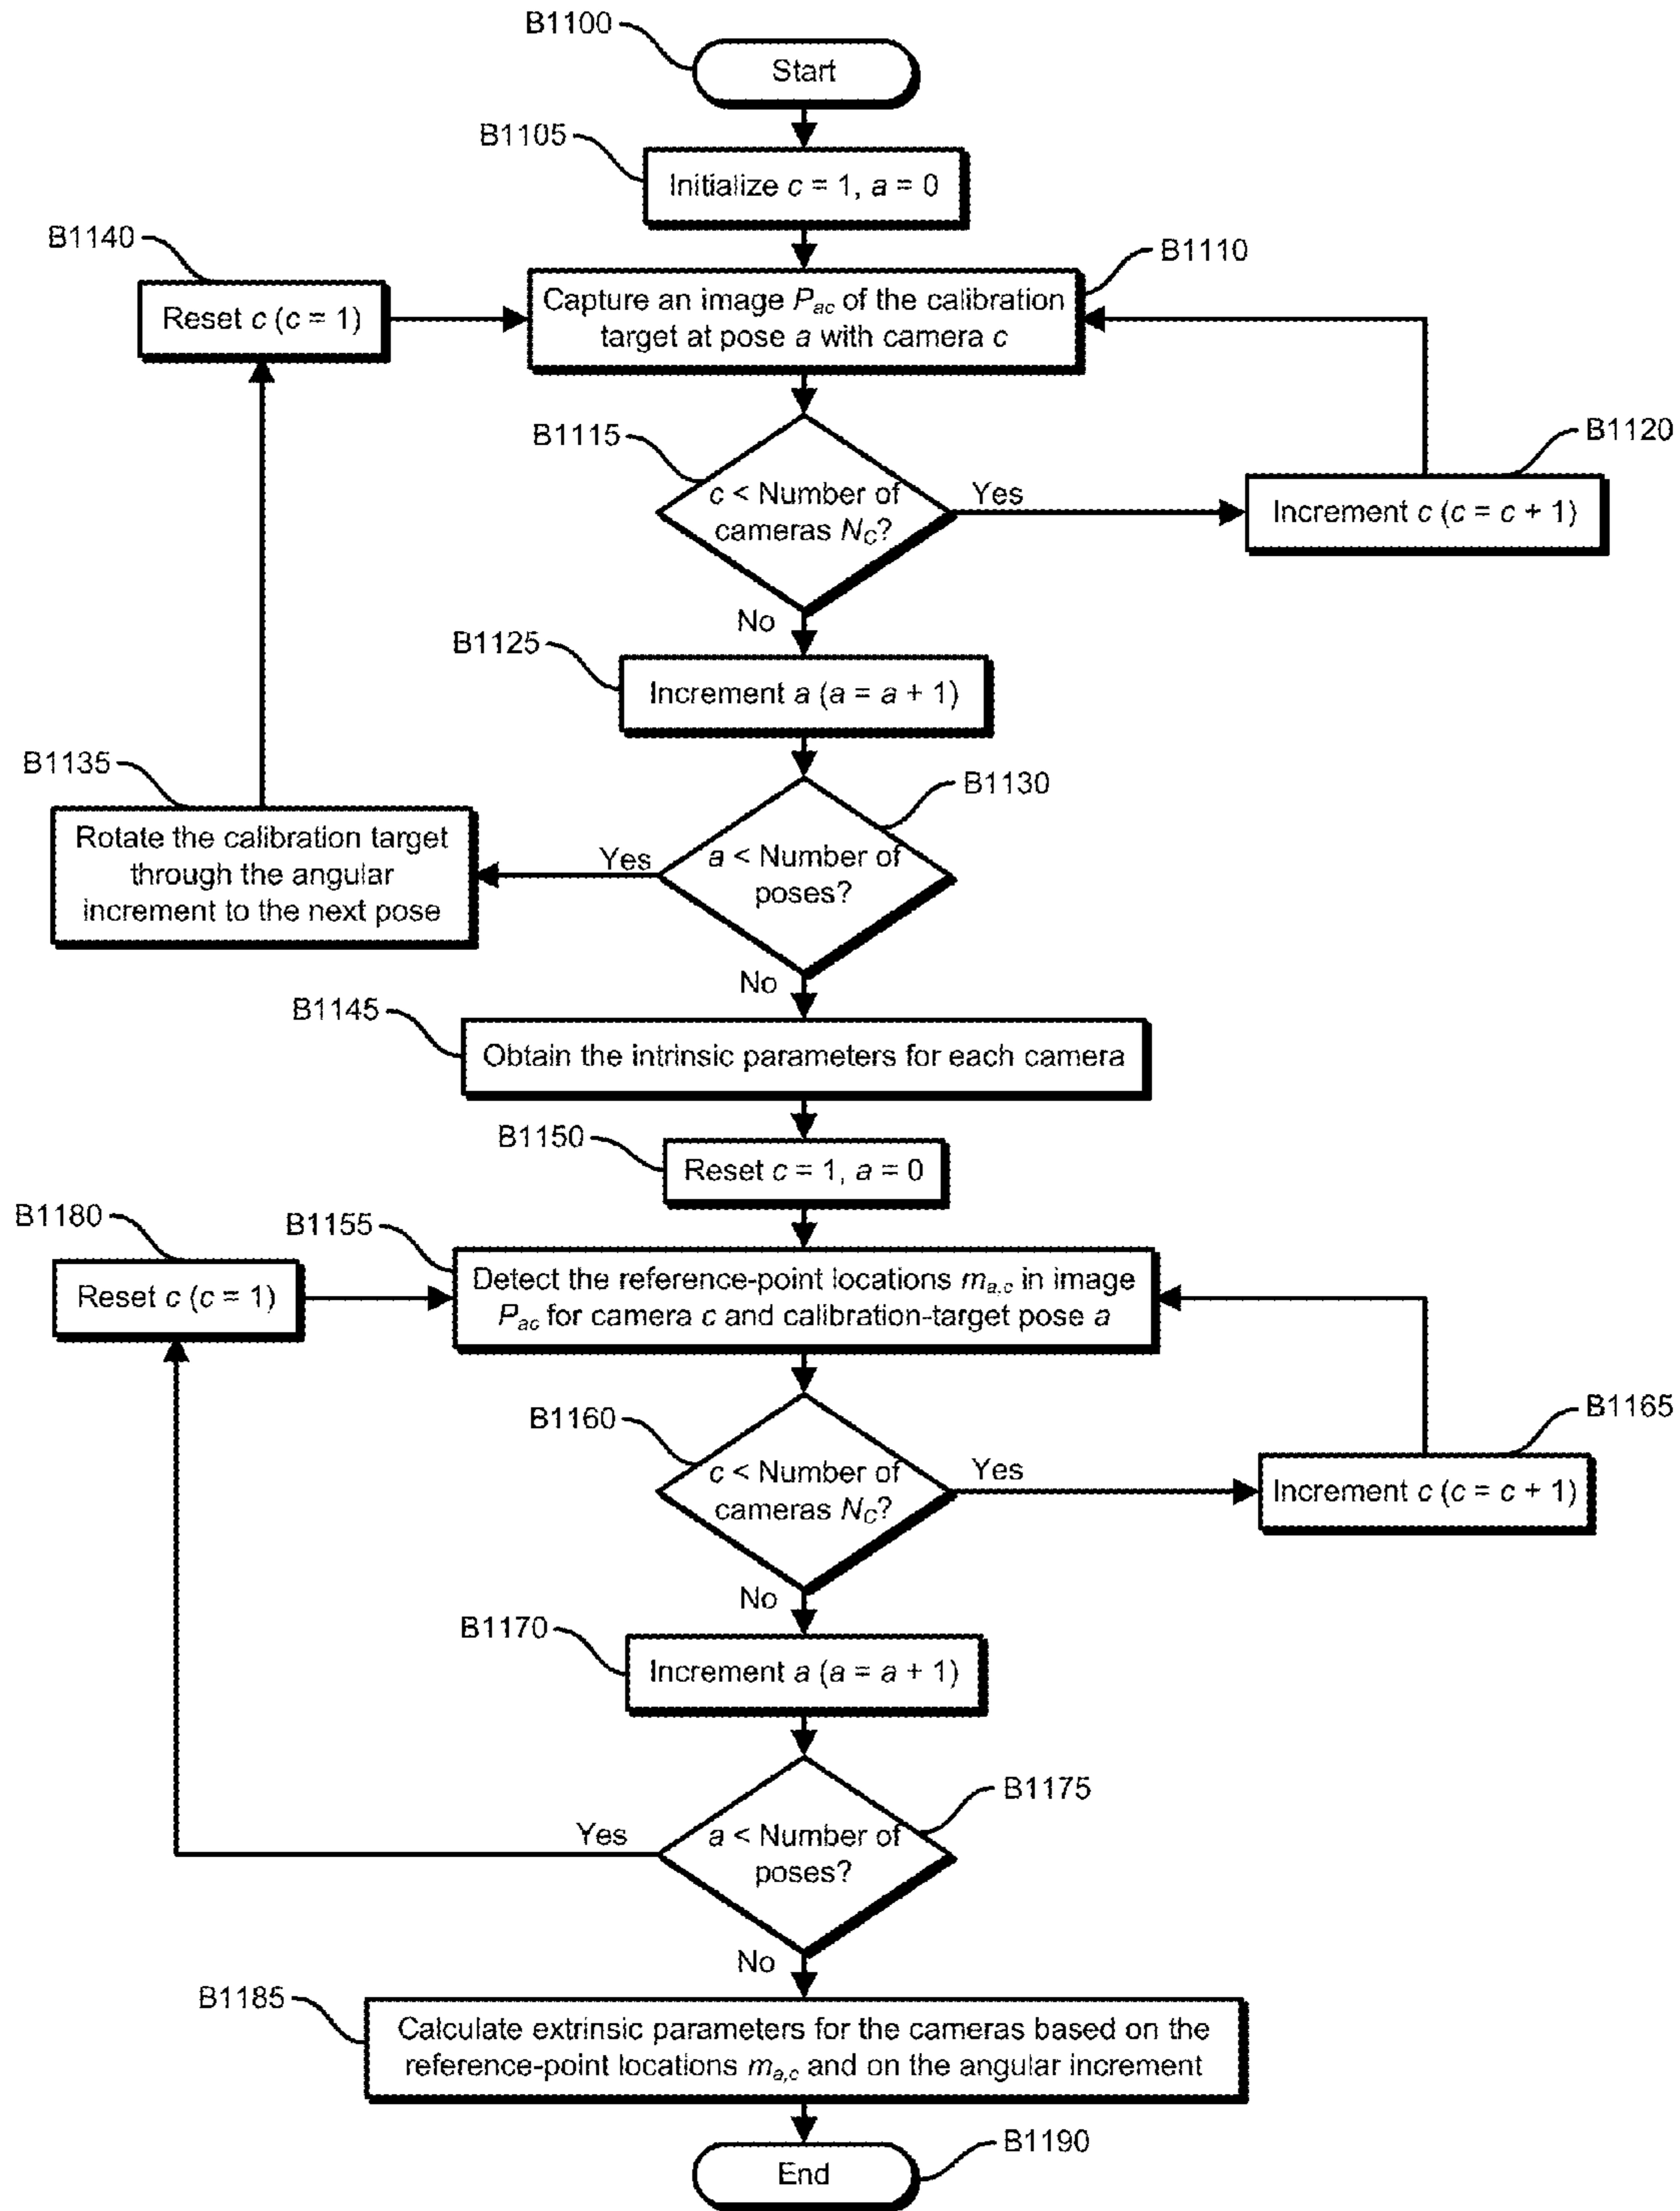 B1100
Start
B1105
Initialize c = 1, a = 0
B1140
Reset c (c = 1)
B1110
Capture an image Pac of the calibration
target at pose a with camera c
B1115
c < Number of
cameras NC?
Yes
B1120
Increment c (c = c + 1)
No
B1125
Increment a (a = a + 1)
B1135
Rotate the calibration target
through the angular
increment to the next pose
Yes
B1130
a < Number of
poses?
No
B1145
Obtain the intrinsic parameters for each camera
B1150
Reset c = 1, a = 0
B1180
Reset c (c = 1)
B1155
Detect the reference-point locations ma,c in image
Pac for camera c and calibration-target pose a
B1160
c < Number of
cameras NC?
Yes
B1165
Increment c (c = c + 1)
No
B1170
Increment a (a = a + 1)
B1175
Yes
a < Number of
poses?
No
B1185
Calculate extrinsic parameters for the cameras based on the
reference-point locations ma,c and on the angular increment
B1190
End